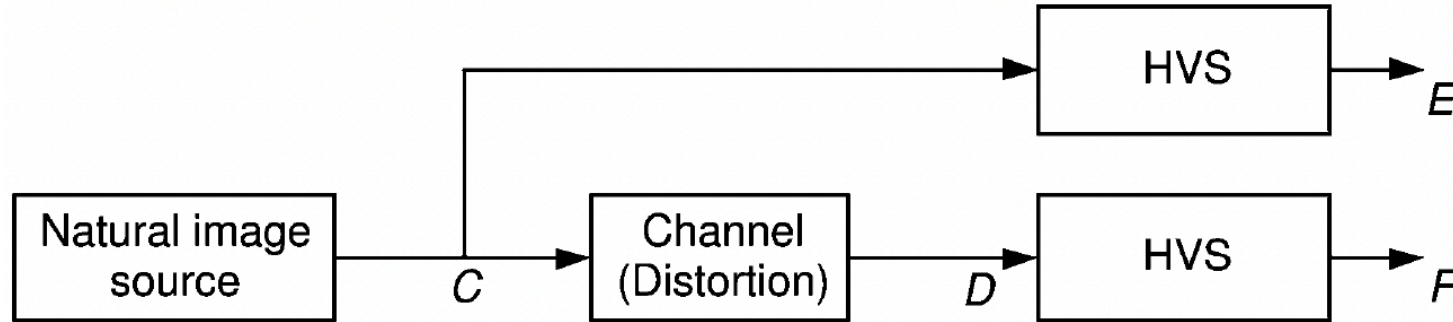 HVS
E
Natural image
source
C
Channel
(Distortion)
D
HVS
F